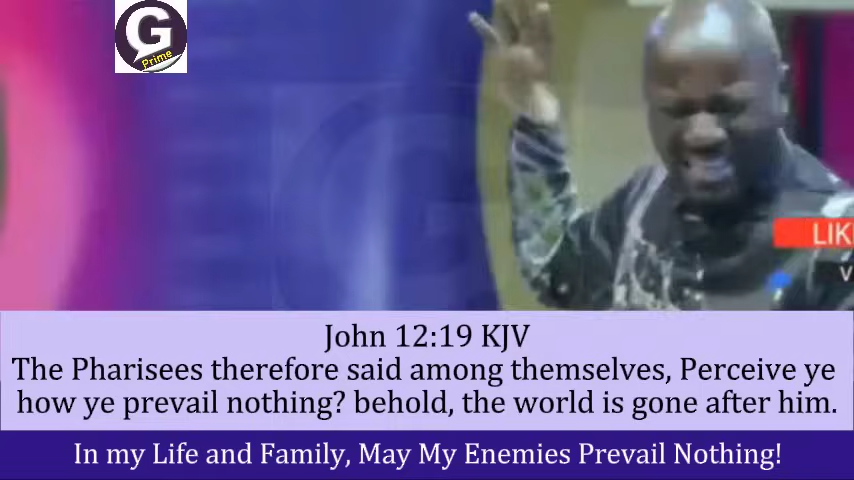 G
Prime
G
LIK
V
John 12:19 KJV
The Pharisees therefore said among themselves, Perceive ye
how ye prevail nothing? behold, the world is gone after him.
In my Life and Family, May My Enemies Prevail Nothing!